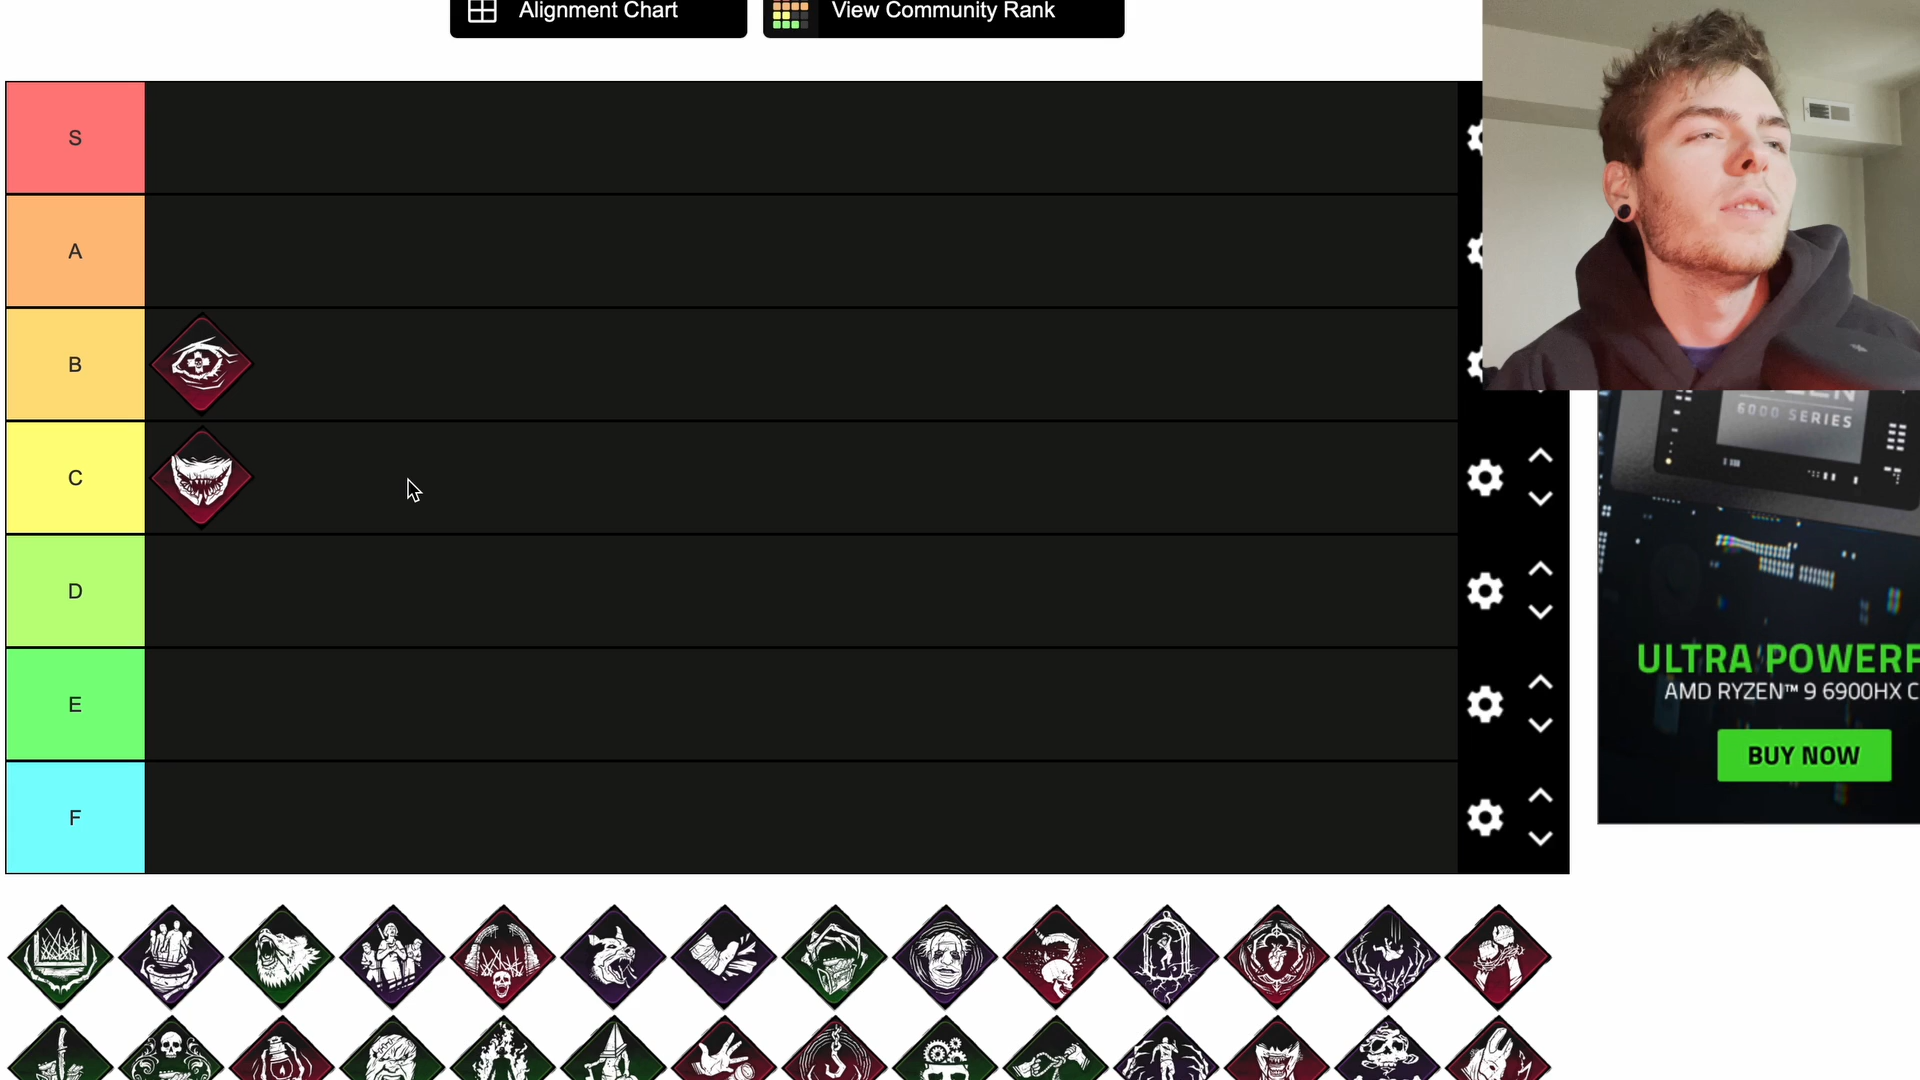 Alignment Chart
View Community Rank
S
A
B
C
D
E
F
6000 SERIES
ULTRA POWERF
AMD RYZEN™ 9 6900HX C
BUY NOW